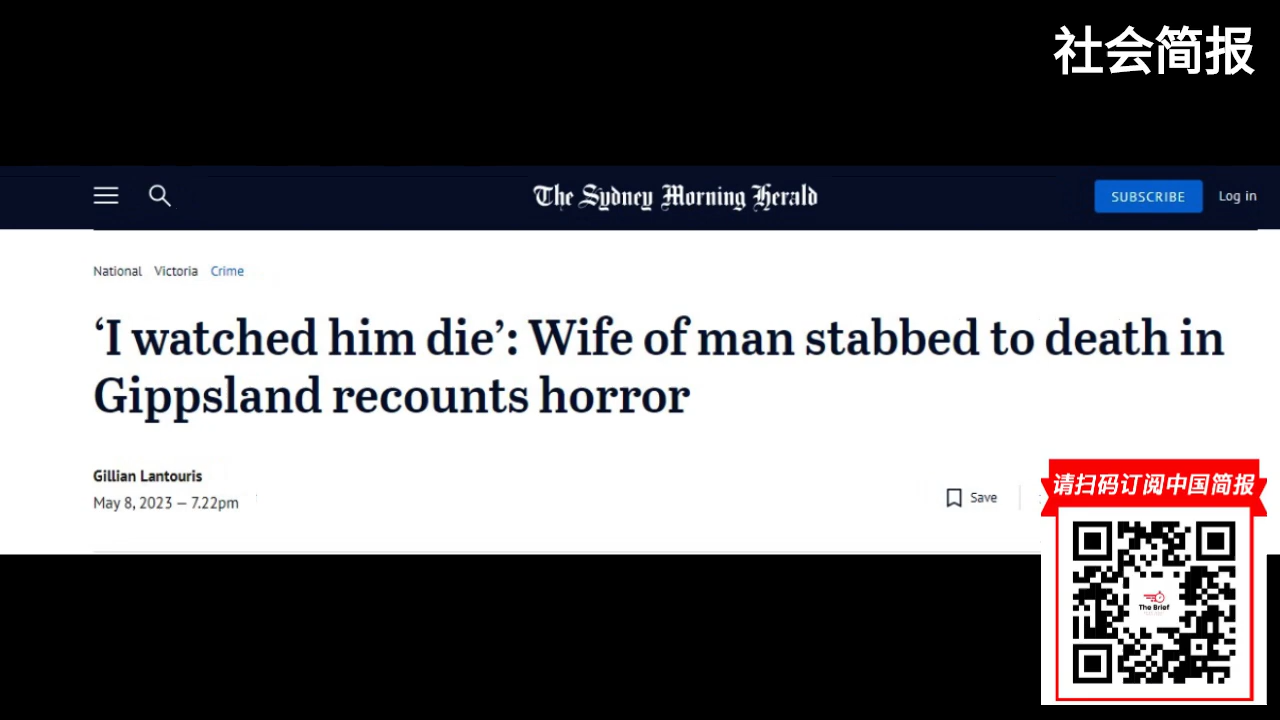 社会简报
The Sydney Morning Herald
SUBSCRIBE
Log in
National Victoria Crime
‘I watched him die’: Wife of man stabbed to death in
Gippsland recounts horror
Gillian Lantouris
May 8, 2023 — 7.22pm
Save
请扫码订阅中国简报
The Brief